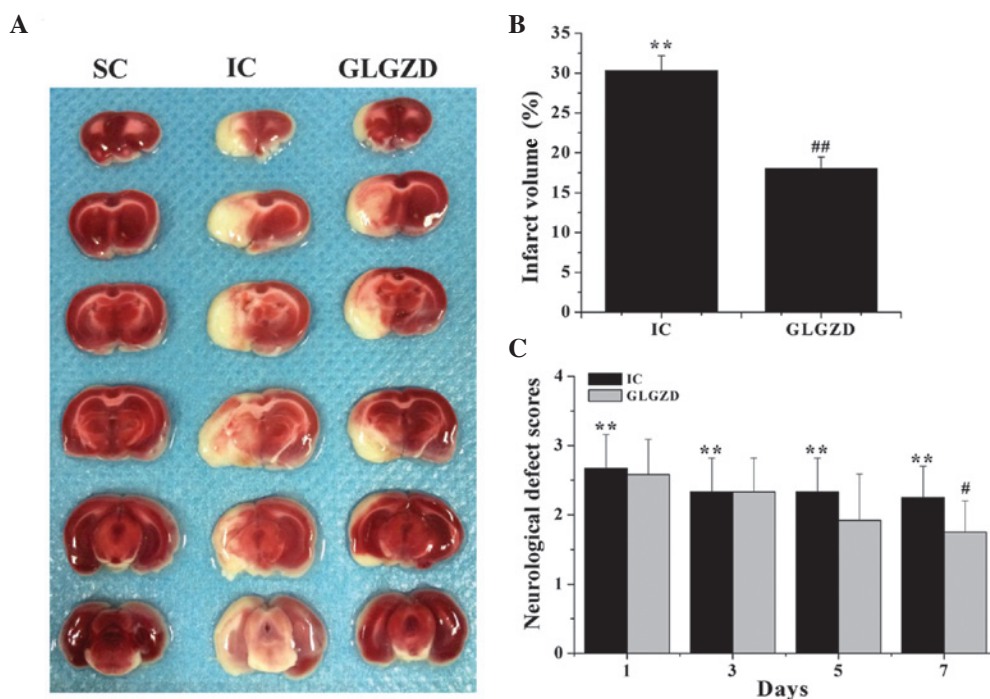 A
SC IC GLGZD
B
Infarct volume (%)
35
30
25
20
15
10
5
0
**
##
IC GLGZD
C
Neurological defect scores
4
3
2
1
0
IC
GLGZD
** ** ** ** #
1 3 5 7
Days